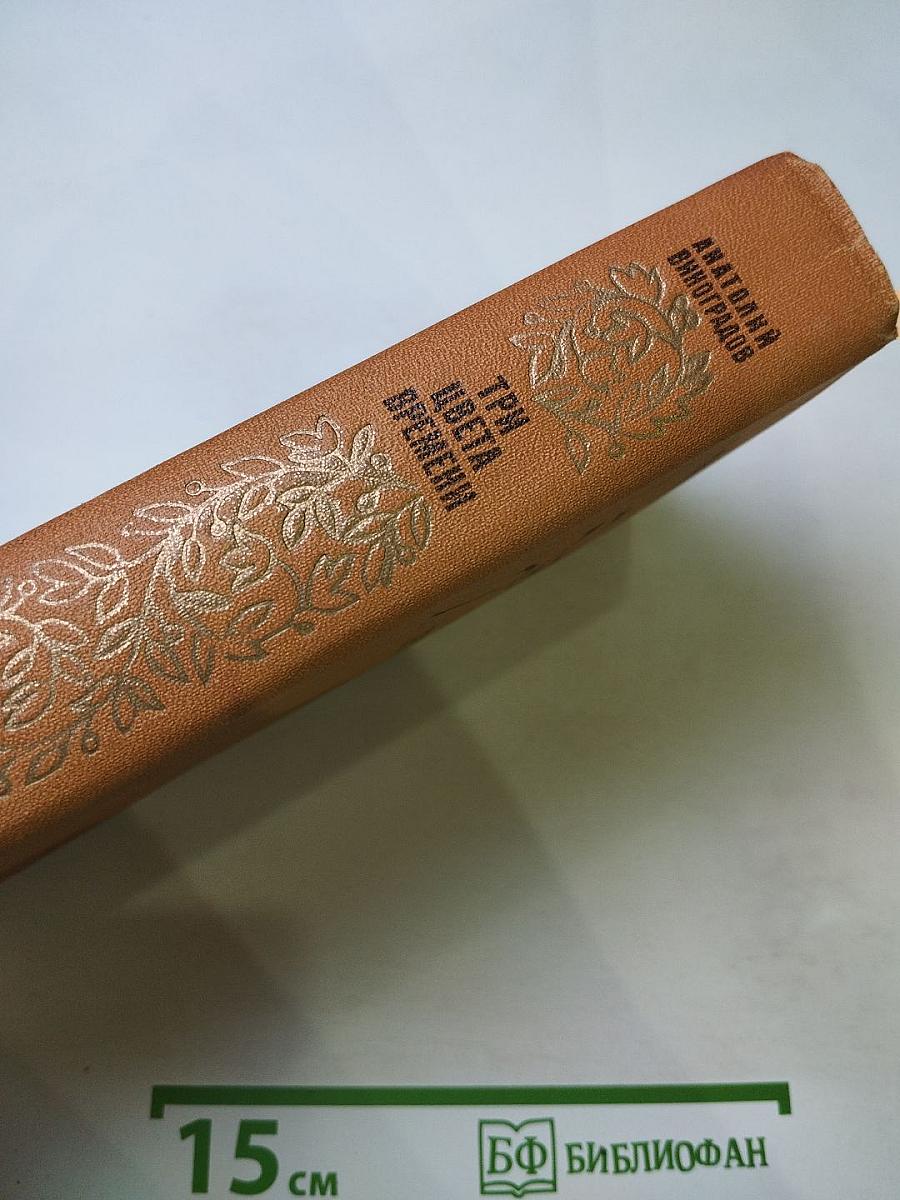 АНАТОЛИЙ
ВИНОГРАДОВ
ТРИ
ЦВЕТА
ВРЕМЕНИ
15 см
БФ БИБЛИОФАН